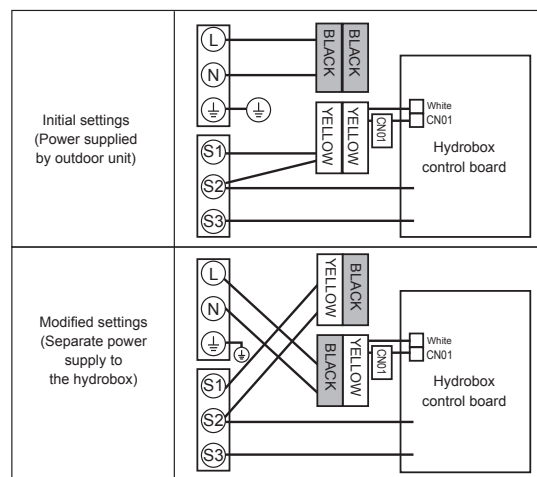 Initial settings
(Power supplied
by outdoor unit)
L
N
S1
S2
S3
BLACK
BLACK
YELLOW
YELLOW
CN01
White
CN01
Hydrobox
control board
Modified settings
(Separate power
supply to
the hydrobox)
L
N
S1
S2
S3
YELLOW
BLACK
BLACK
YELLOW
CN01
White
CN01
Hydrobox
control board